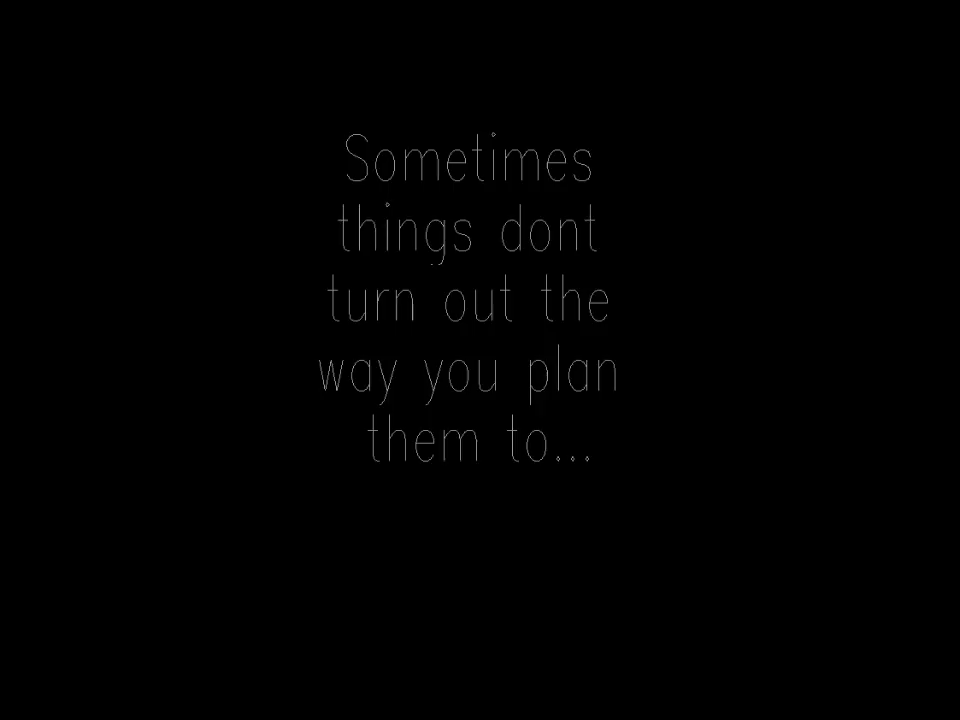 Sometimes
things dont
turn out the
way you plan
them to...